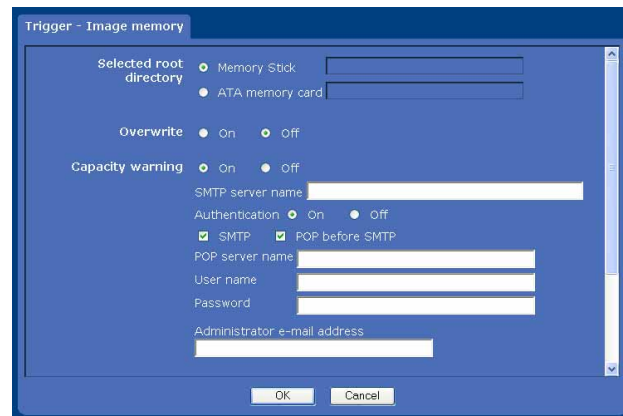 Trigger - Image memory
Selected root directory
Memory Stick
ATA memory card
Overwrite On Off
Capacity warning On Off
SMTP server name
Authentication On Off
SMTP POP before SMTP
POP server name
User name
Password
Administrator e-mail address
OK Cancel